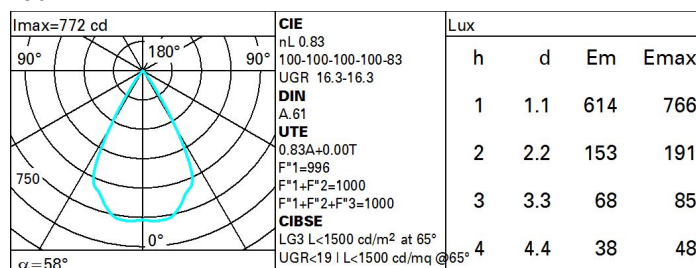 Imax=772 cd
90° 180° 90°
750
0°
α=58°
CIE
nL 0.83
100-100-100-100-83
UGR 16.3-16.3
DIN
A.61
UTE
0.83A+0.00T
F"1=996
F"1+F"2=1000
F"1+F"2+F"3=1000
CIBSE
LG3 L<1500 cd/m² at 65°
UGR<19 | L<1500 cd/mq @65°
Lux
h d Em Emax
1 1.1 614 766
2 2.2 153 191
3 3.3 68 85
4 4.4 38 48